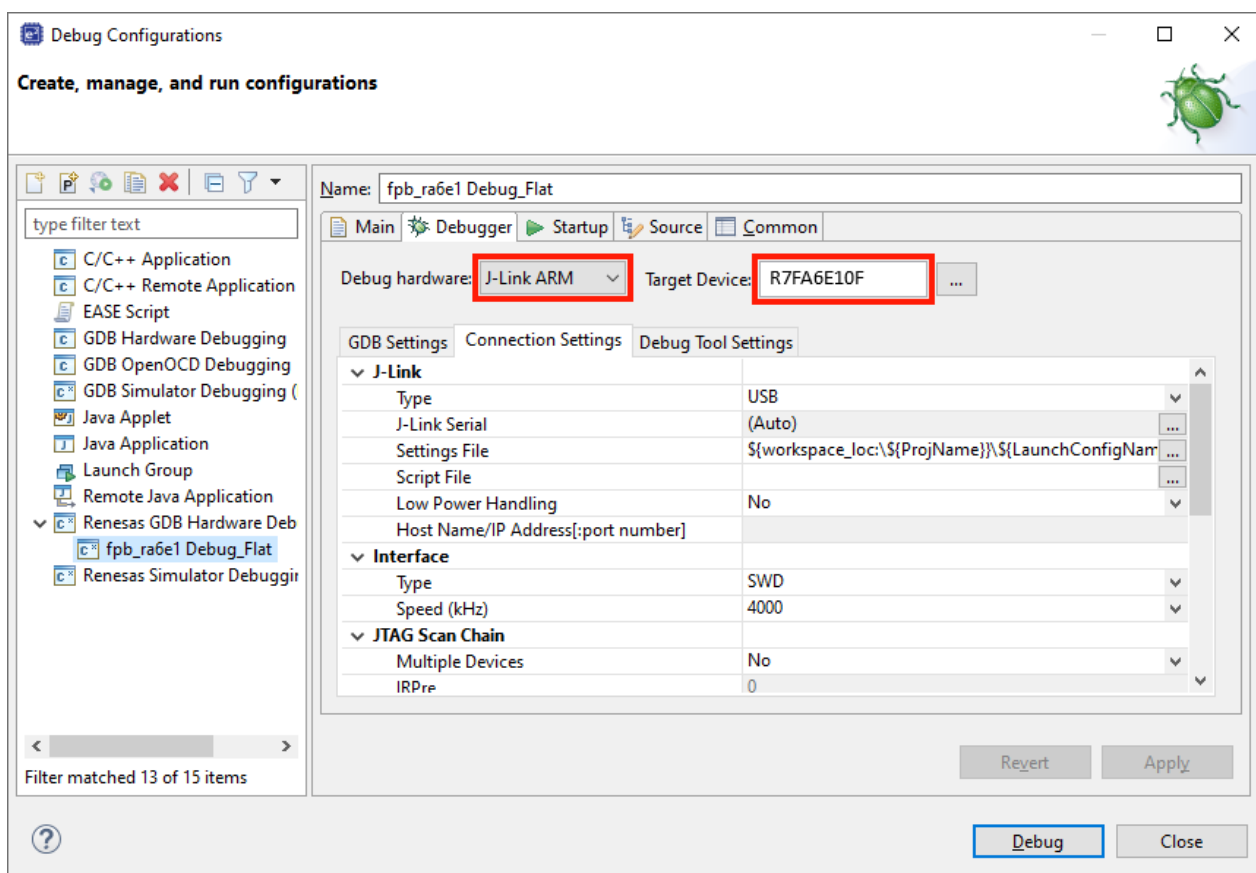 Debug Configurations
Create, manage, and run configurations
type filter text
C/C++ Application
C/C++ Remote Application
EASE Script
GDB Hardware Debugging
GDB OpenOCD Debugging
GDB Simulator Debugging (
Java Applet
Java Application
Launch Group
Remote Java Application
Renesas GDB Hardware Deb
fpb_ra6e1 Debug_Flat
Renesas Simulator Debuggin
Filter matched 13 of 15 items
Name: fpb_ra6e1 Debug_Flat
Main Debugger Startup Source Common
Debug hardware: J-Link ARM Target Device: R7FA6E10F ...
GDB Settings Connection Settings Debug Tool Settings
J-Link
Type USB
J-Link Serial (Auto) ...
Settings File ${workspace_loc:\${ProjName}}\${LaunchConfigNam ...
Script File ...
Low Power Handling No
Host Name/IP Address[:port number]
Interface
Type SWD
Speed (kHz) 4000
JTAG Scan Chain
Multiple Devices No
IRPre 0
Revert Apply
Debug Close